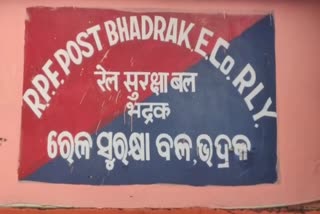 R.P.F. POST BHADRAK, E.Co. RLY.
रेल सुरक्षा बल
भद्रक
ରେଳ ସୁରକ୍ଷା ବଳ, ଭଦ୍ରକ